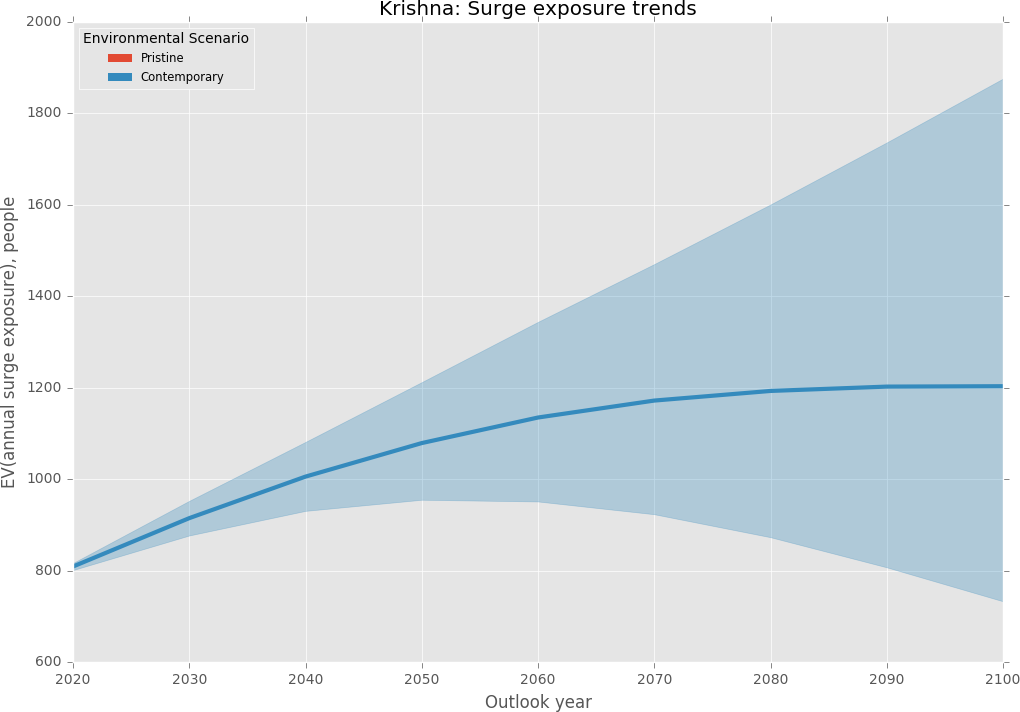 Krishna: Surge exposure trends
Environmental Scenario
Pristine
Contemporary
EV(annual surge exposure), people
2000
1800
1600
1400
1200
1000
800
600
2020 2030 2040 2050 2060 2070 2080 2090 2100
Outlook year